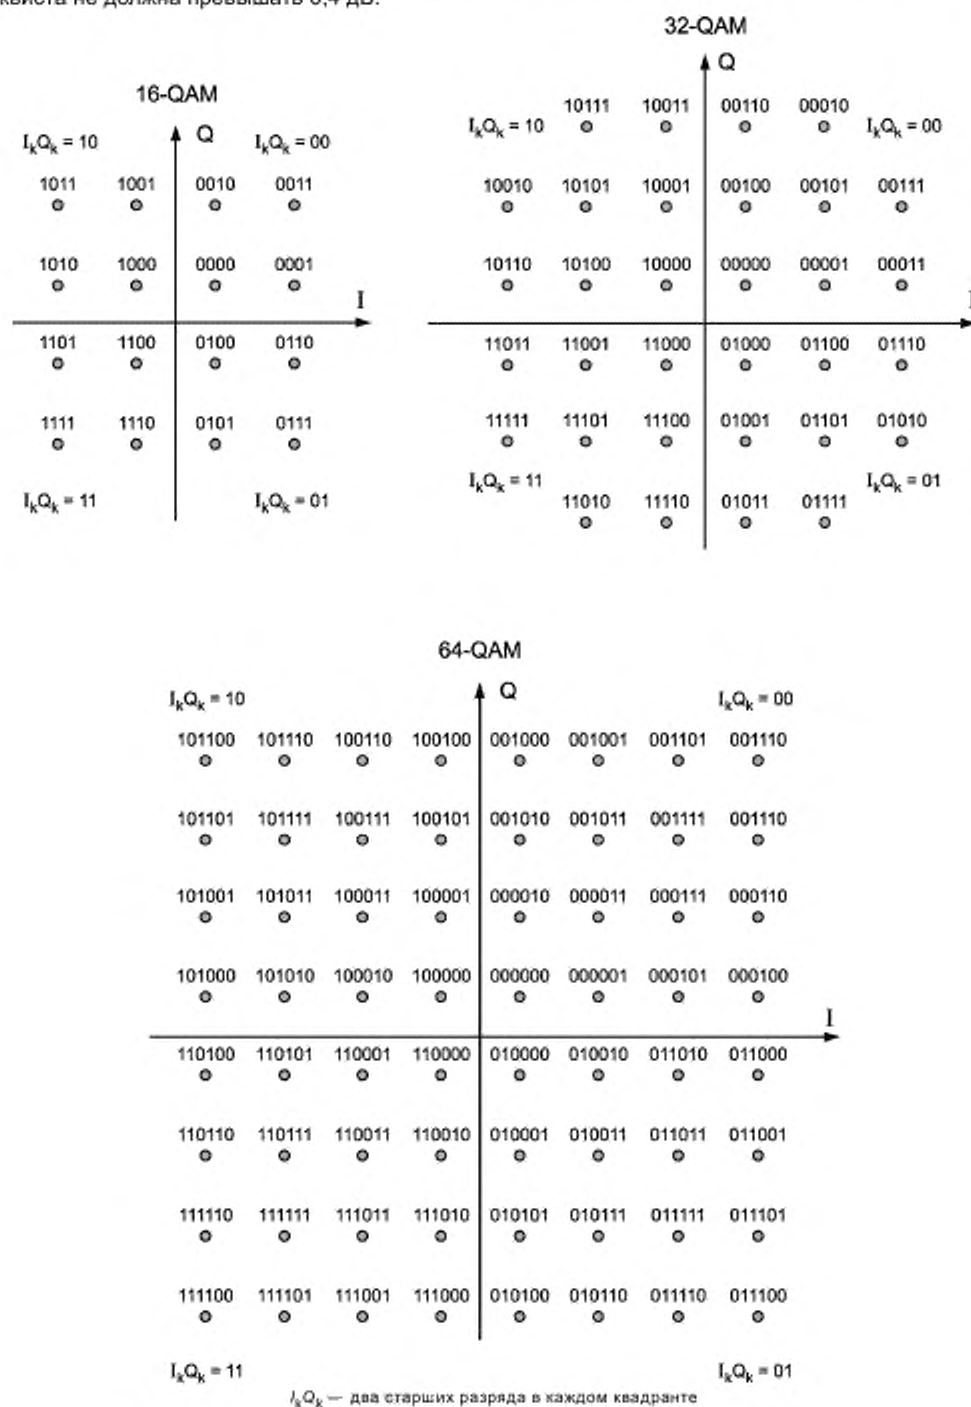 не должна превышать 0,4 дБ.
16-QAM
Q
IkQk = 10
IkQk = 00
1011 1001 0010 0011
1010 1000 0000 0001
I
1101 1100 0100 0110
1111 1110 0101 0111
IkQk = 11
IkQk = 01
32-QAM
Q
IkQk = 10
10111 10011 00110 00010
IkQk = 00
10010 10101 10001 00100 00101 00111
10110 10100 10000 00000 00001 00011
11011 11001 11000 01000 01100 01110
11111 11101 11100 01001 01101 01010
IkQk = 11
IkQk = 01
11010 11110 01011 01111
64-QAM
Q
IkQk = 10
IkQk = 00
101100 101110 100110 100100 001000 001001 001101 001110
101101 101111 100111 100101 001010 001011 001111 001110
101001 101011 100011 100001 000010 000011 000111 000110
101000 101010 100010 100000 000000 000001 000101 000100
I
110100 110101 110001 110000 010000 010010 011010 011000
110110 110111 110011 110010 010001 010011 011011 011001
111110 111111 111011 111010 010101 010111 011111 011101
111100 111101 111001 111000 010100 010110 011110 011100
IkQk = 11
IkQk = 01
IkQk — два старших разряда в каждом квадранте